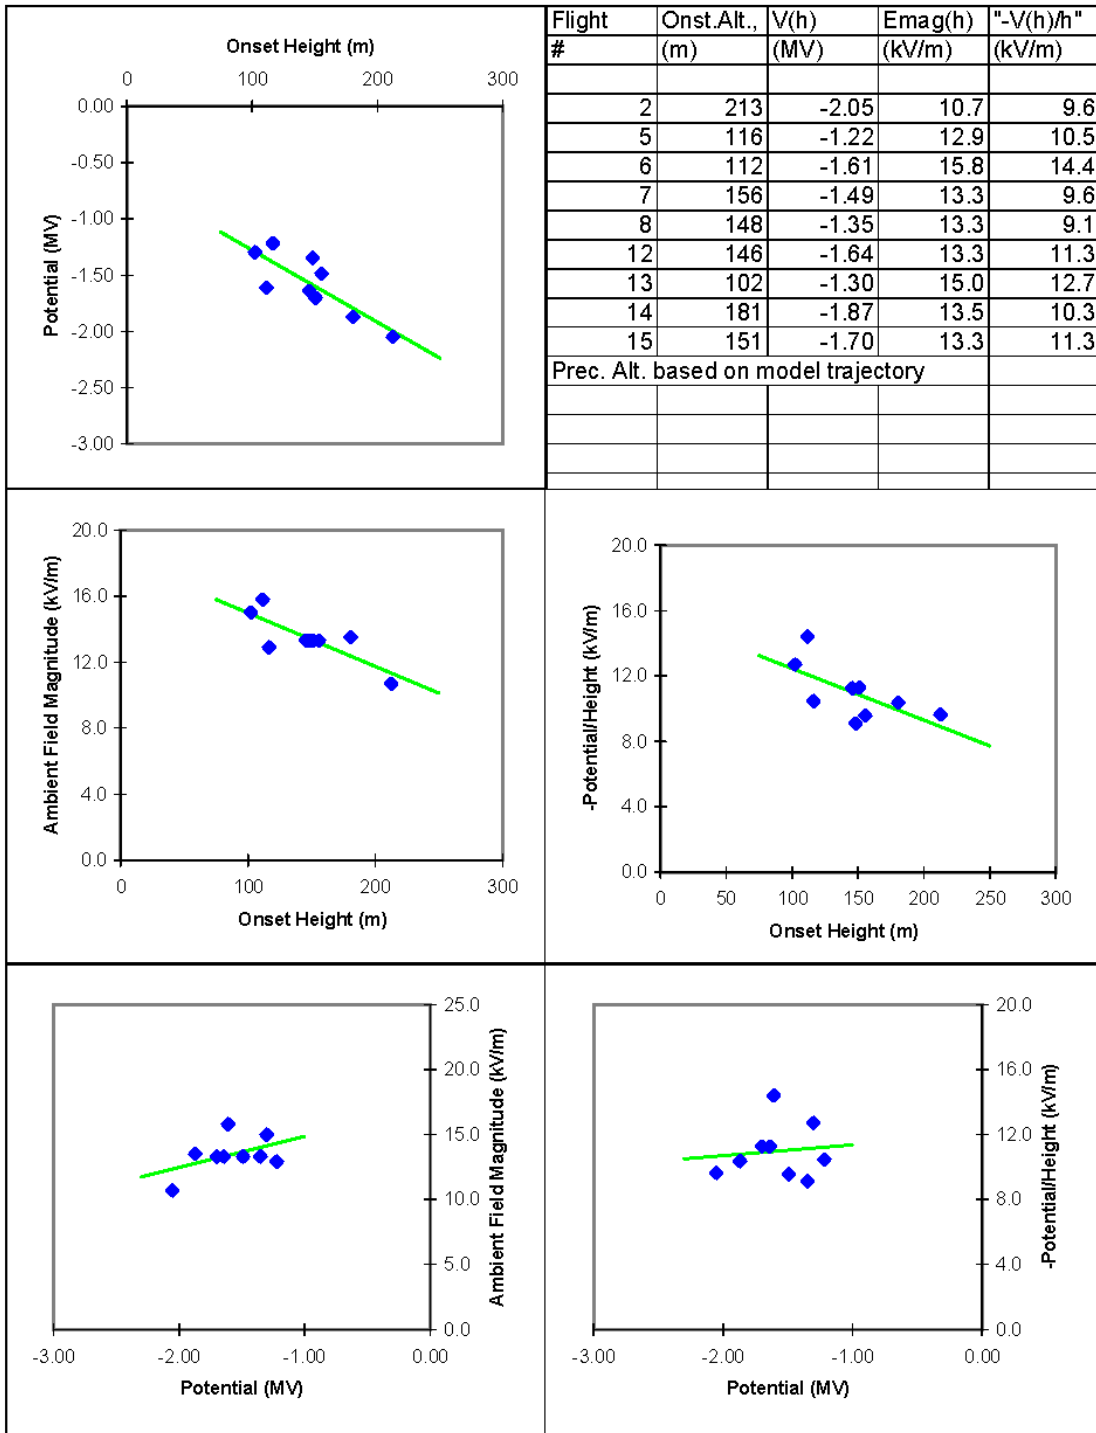 Onset Height (m)
0 100 200 300
0.00
-0.50
-1.00
-1.50
-2.00
-2.50
-3.00
Potential (MV)
Flight Onst.Alt., V(h) Emag(h) "-V(h)/h"
# (m) (MV) (kV/m) (kV/m)
2 213 -2.05 10.7 9.6
5 116 -1.22 12.9 10.5
6 112 -1.61 15.8 14.4
7 156 -1.49 13.3 9.6
8 148 -1.35 13.3 9.1
12 146 -1.64 13.3 11.3
13 102 -1.30 15.0 12.7
14 181 -1.87 13.5 10.3
15 151 -1.70 13.3 11.3
Prec. Alt. based on model trajectory
Ambient Field Magnitude (kV/m)
20.0
16.0
12.0
8.0
4.0
0.0
0 100 200 300
Onset Height (m)
-Potential/Height (kV/m)
20.0
16.0
12.0
8.0
4.0
0.0
0 50 100 150 200 250 300
Onset Height (m)
25.0
20.0
15.0
10.0
5.0
0.0
Ambient Field Magnitude (kV/m)
-3.00 -2.00 -1.00 0.00
Potential (MV)
20.0
16.0
12.0
8.0
4.0
0.0
-Potential/Height (kV/m)
-3.00 -2.00 -1.00 0.00
Potential (MV)